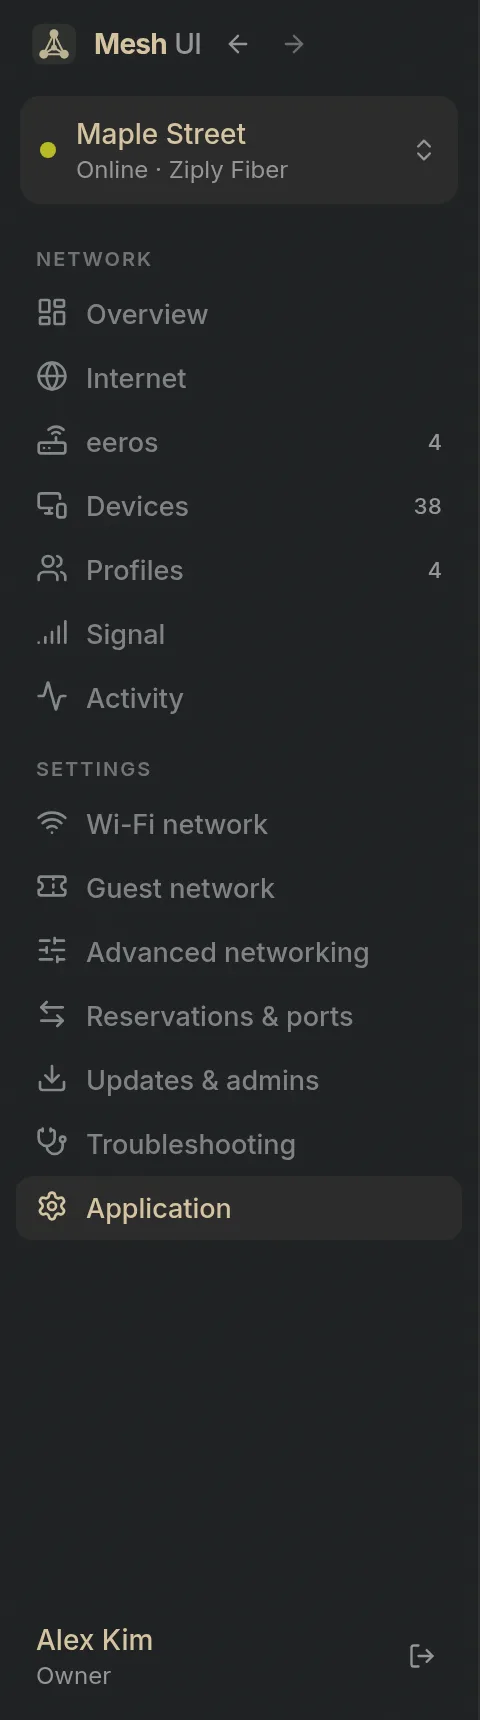 Mesh UI
Maple Street
Online · Ziply Fiber
NETWORK
Overview
Internet
eeros 4
Devices 38
Profiles 4
Signal
Activity
SETTINGS
Wi-Fi network
Guest network
Advanced networking
Reservations & ports
Updates & admins
Troubleshooting
Application
Alex Kim
Owner